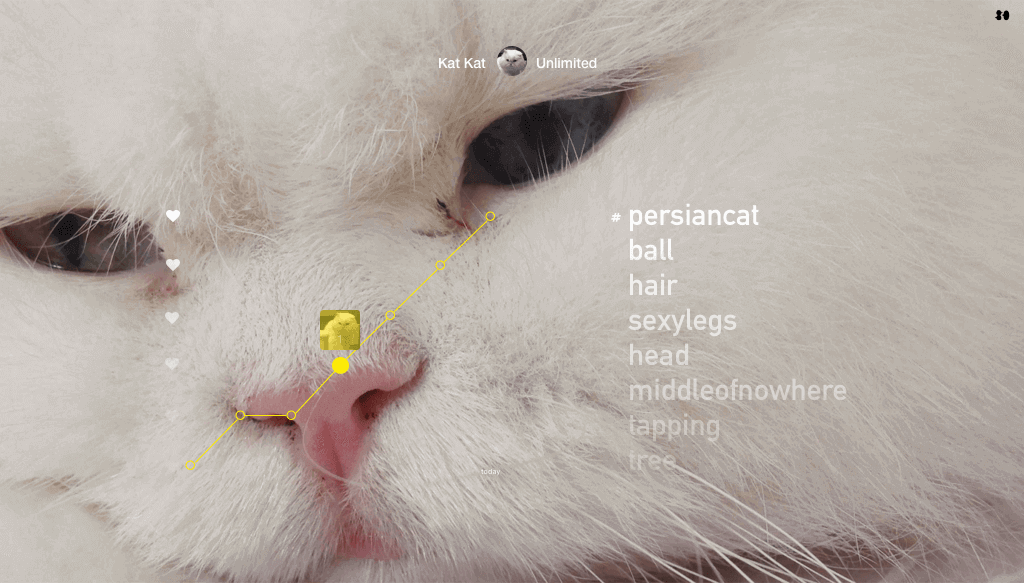 Kat Kat Unlimited
# persiancat
ball
hair
sexylegs
head
middleofnowhere
tapping
tree
today